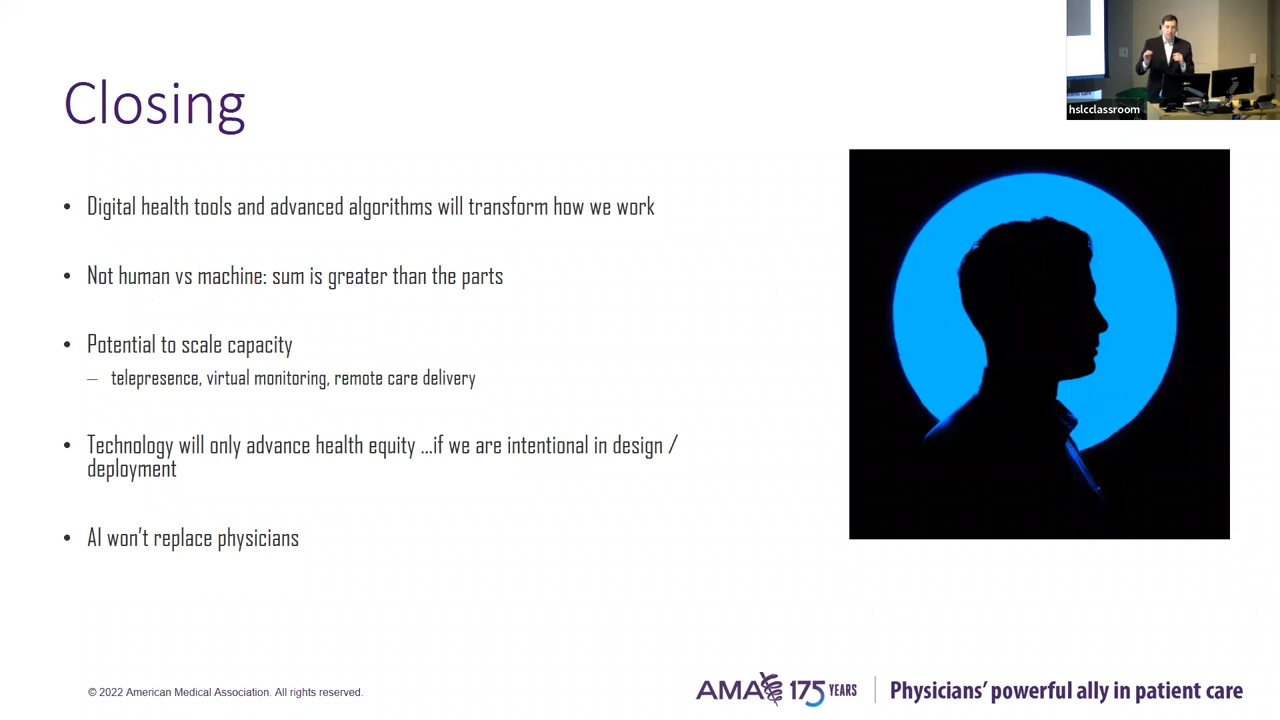 hslcclassroom
Closing
• Digital health tools and advanced algorithms will transform how we work
• Not human vs machine: sum is greater than the parts
• Potential to scale capacity
– telepresence, virtual monitoring, remote care delivery
• Technology will only advance health equity ...if we are intentional in design /
deployment
• AI won't replace physicians
© 2022 American Medical Association. All rights reserved.
AMA 175 YEARS
Physicians' powerful ally in patient care